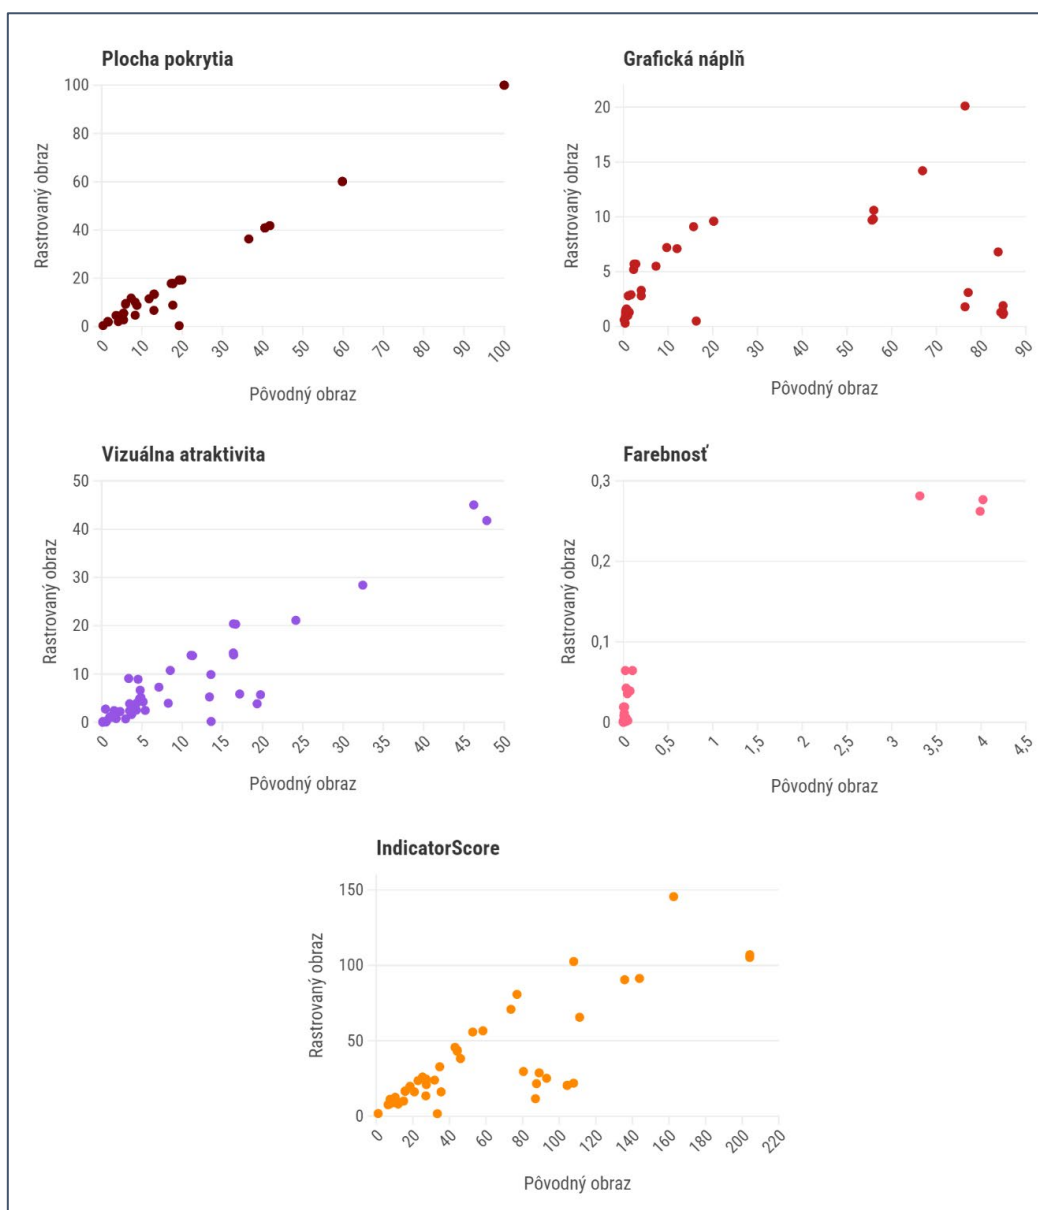 Plocha pokrytia
Rastrovaný obraz
100
80
60
40
20
0
0 10 20 30 40 50 60 70 80 90 100
Pôvodný obraz
Grafická náplň
Rastrovaný obraz
20
15
10
5
0
0 10 20 30 40 50 60 70 80 90
Pôvodný obraz
Vizuálna atraktivita
Rastrovaný obraz
50
40
30
20
10
0
0 5 10 15 20 25 30 35 40 45 50
Pôvodný obraz
Farebnosť
Rastrovaný obraz
0,3
0,2
0,1
0
0 0,5 1 1,5 2 2,5 3 3,5 4 4,5
Pôvodný obraz
IndicatorScore
Rastrovaný obraz
150
100
50
0
0 20 40 60 80 100 120 140 160 180 200 220
Pôvodný obraz